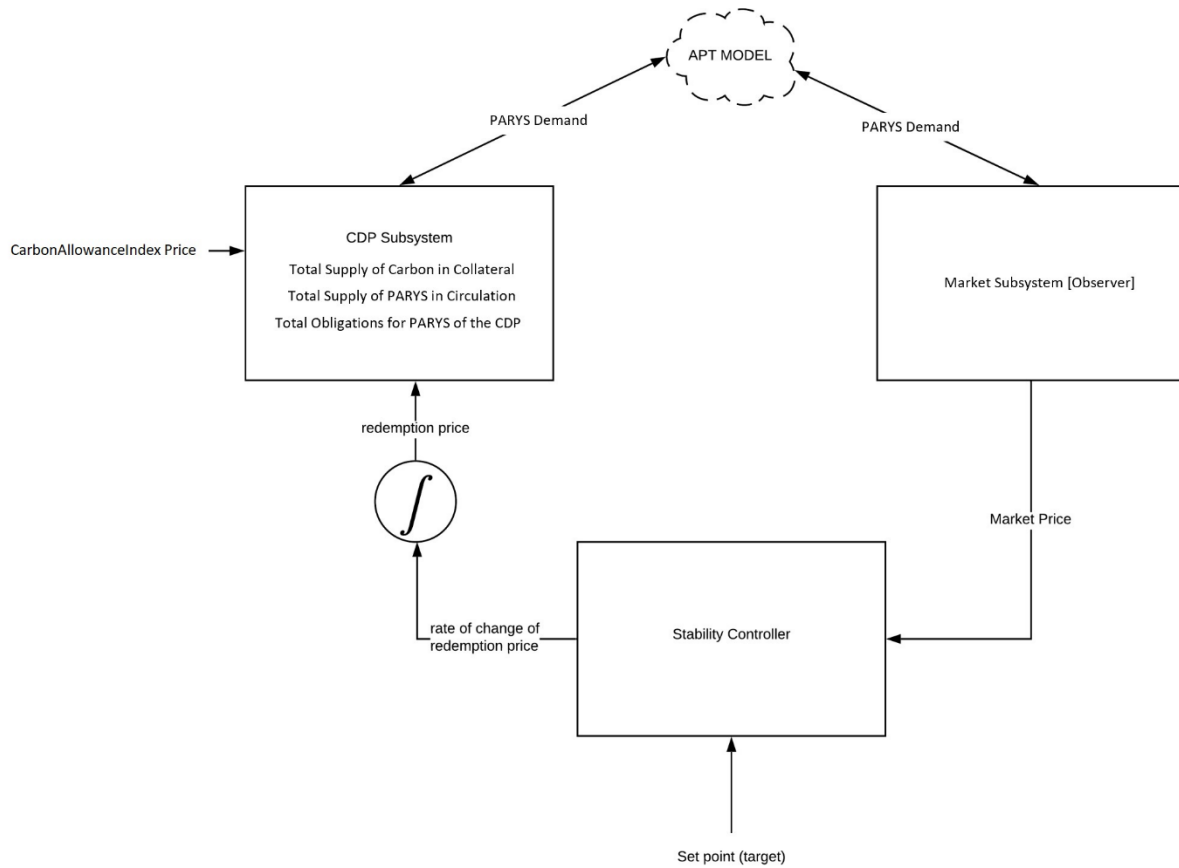 APT MODEL
PARYS Demand
PARYS Demand
CarbonAllowanceIndex Price
CDP Subsystem
Total Supply of Carbon in Collateral
Total Supply of PARYS in Circulation
Total Obligations for PARYS of the CDP
Market Subsystem [Observer]
redemption price
∫
Market Price
rate of change of
redemption price
Stability Controller
Set point (target)